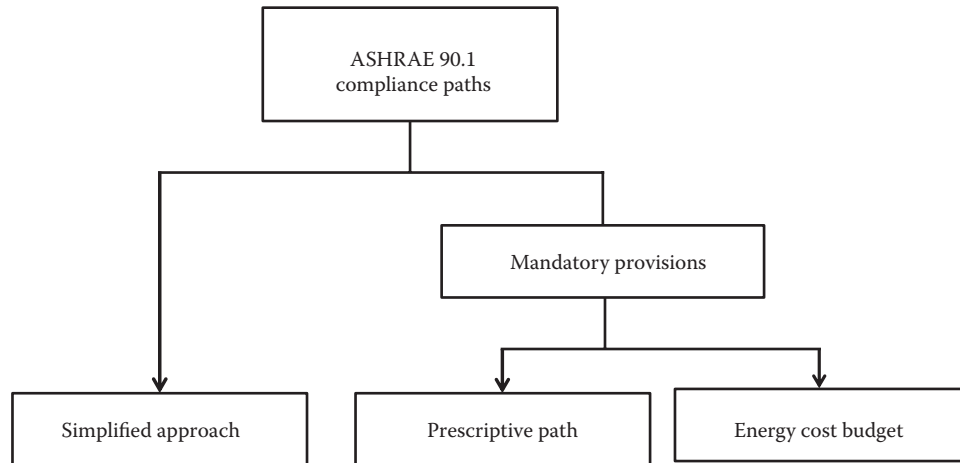 ASHRAE 90.1
compliance paths
Mandatory provisions
Simplified approach
Prescriptive path
Energy cost budget